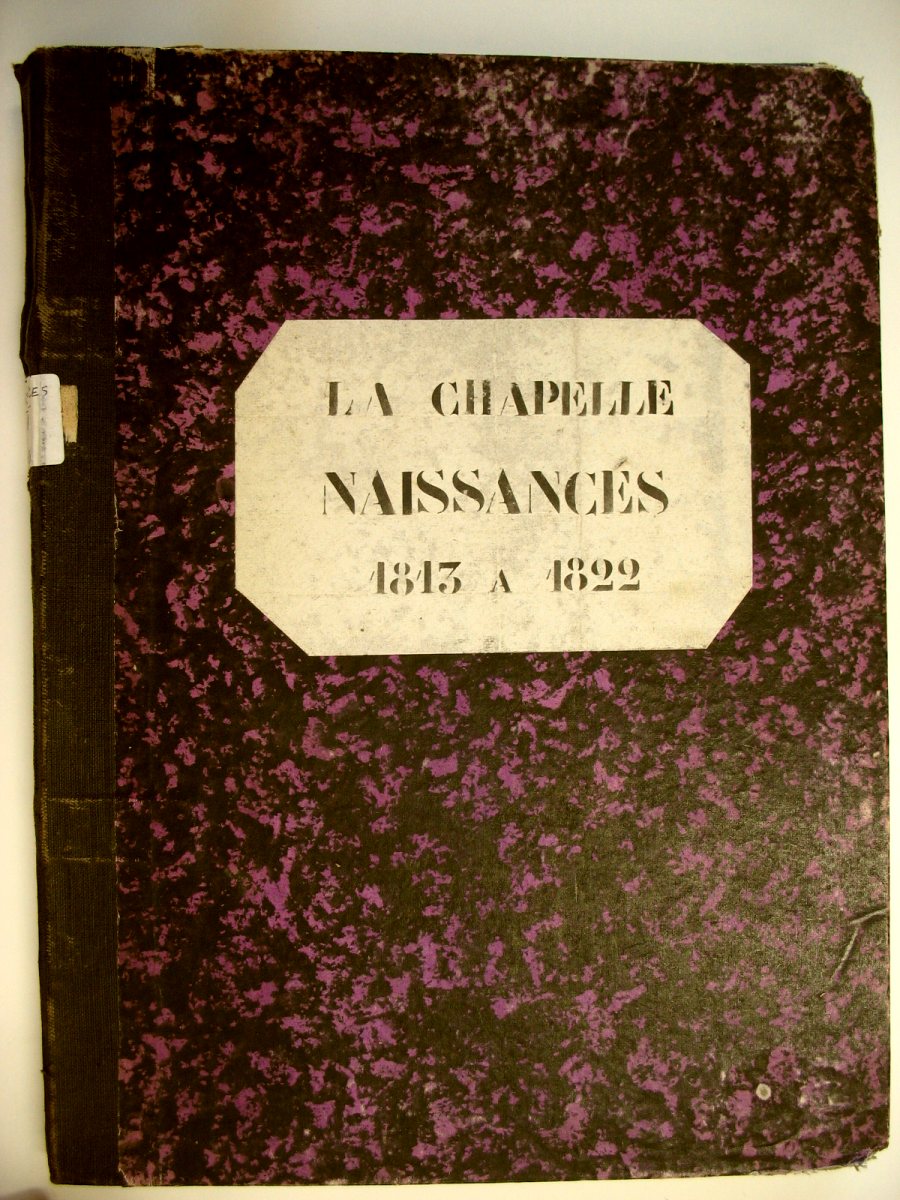 LA CHAPELLE
NAISSANCES
1813 A 1822